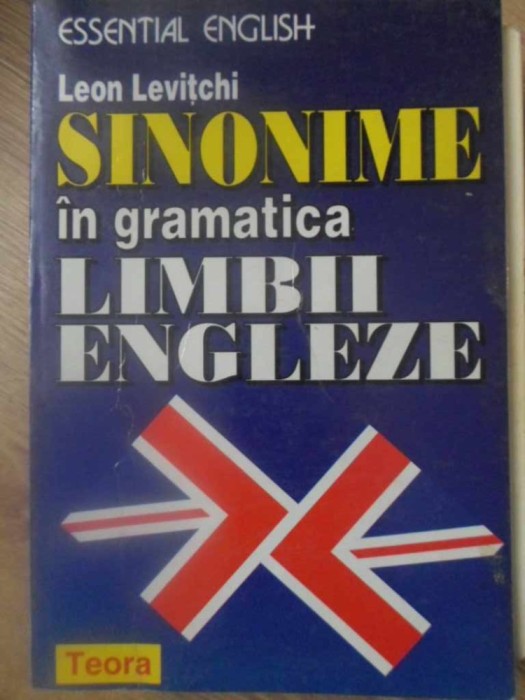 ESSENTIAL ENGLISH
Leon Levițchi
SINONIME
în gramatica
LIMBII
ENGLEZE
Teora